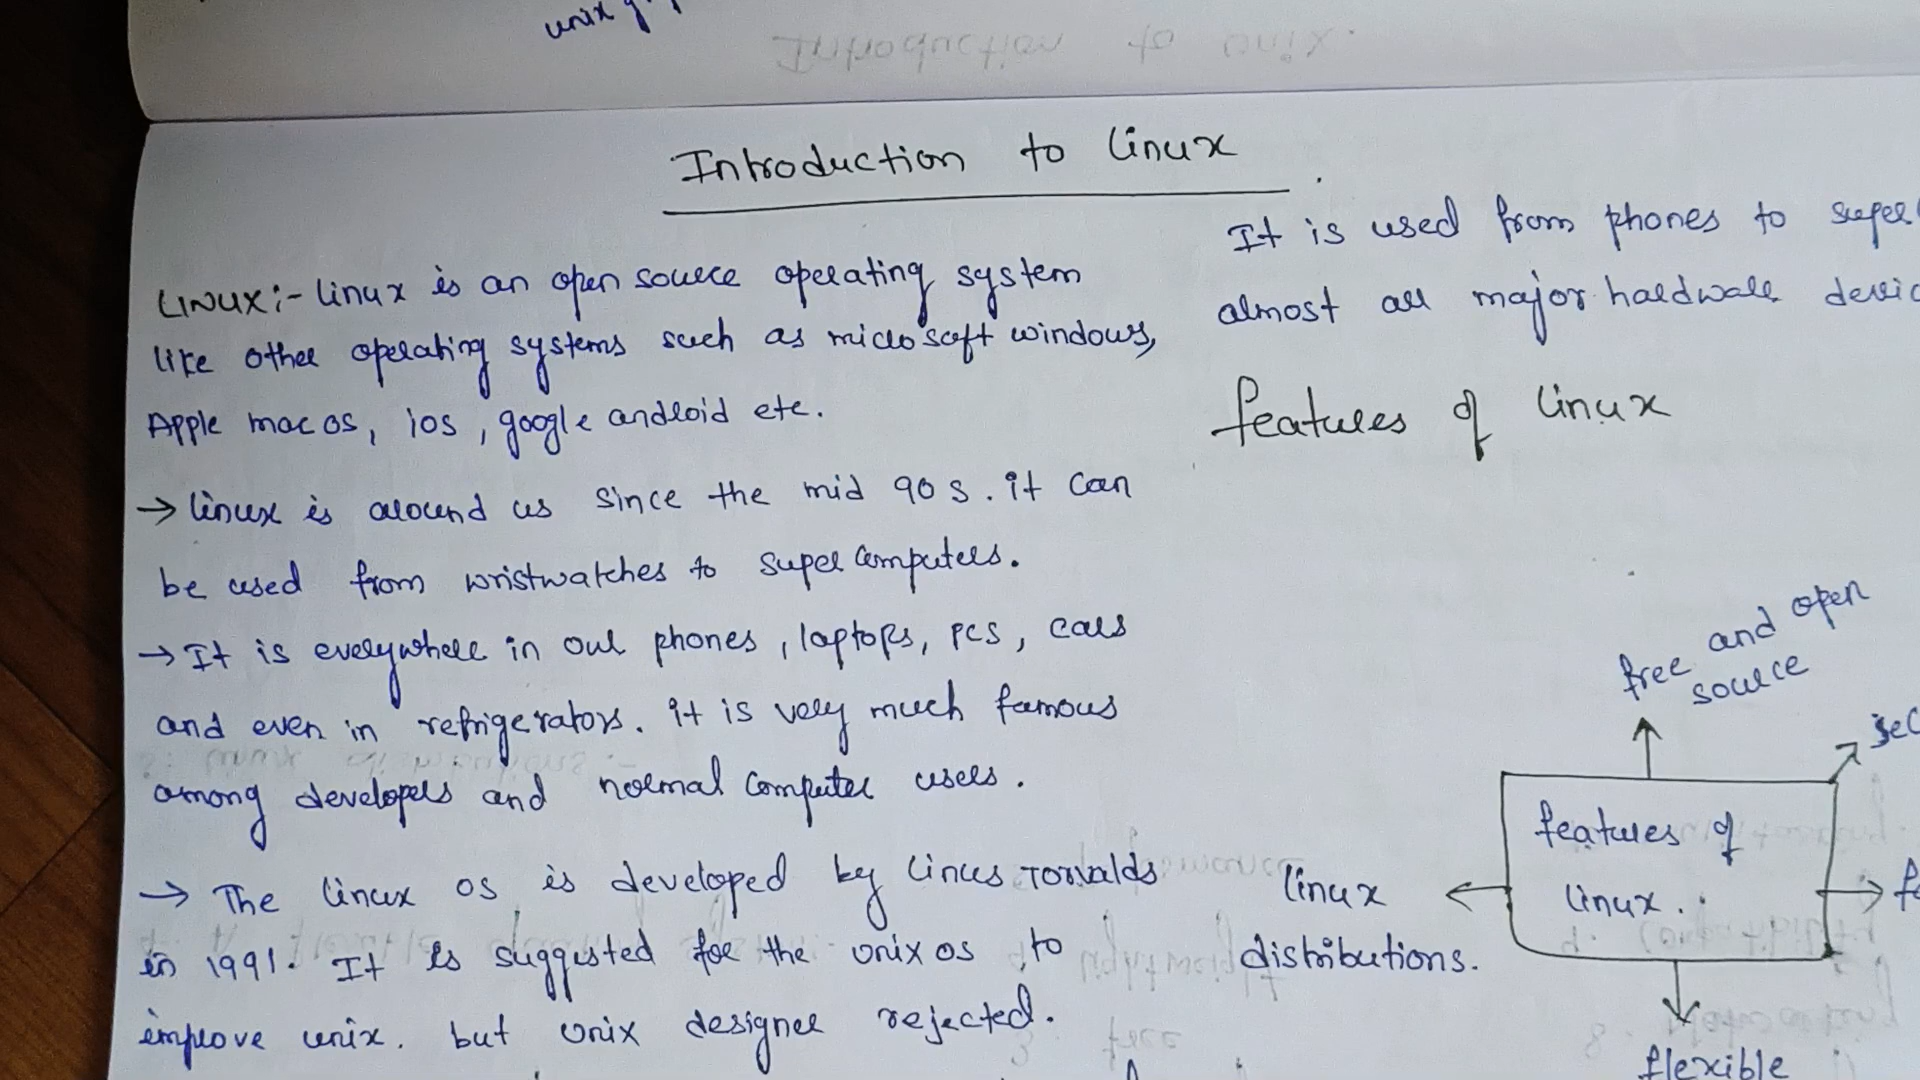 unix
Introduction to linux
LINUX:- linux is an open source operating system
like other operating systems such as microsoft windows,
Apple mac os, ios, google android etc.
→ linux is around us since the mid 90s. it can
be used from wristwatches to super computers.
→ It is everywhere in our phones, laptops, pcs, cars
and even in refrigerators. it is very much famous
among developers and normal computer users.
→ The linux os is developed by linus Torvalds
in 1991. It is suggested for the unix os to
improve unix. but unix designer rejected.
It is used from phones to super
almost all major hardware
features of linux
free and open
source
features of
linux.
linux
distributions.
flexible